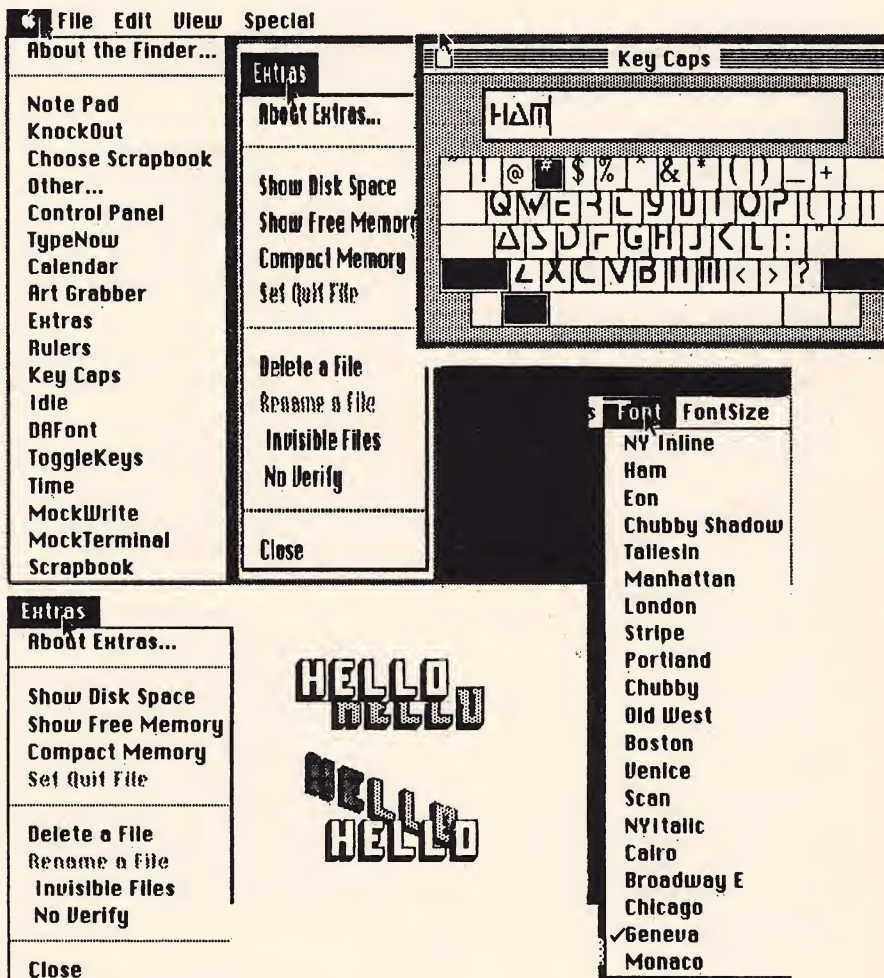 File Edit View Special
About the Finder...
Note Pad
KnockOut
Choose Scrapbook
Other...
Control Panel
TypeNow
Calendar
Art Grabber
Extras
Rulers
Key Caps
Idle
DAFont
ToggleKeys
Time
MockWrite
MockTerminal
Scrapbook
Extras
About Extras...
Show Disk Space
Show Free Memory
Compact Memory
Set Quit File
Delete a File
Rename a File
Invisible Files
No Verify
Close
Key Caps
HAM
~ ! @ # $ % ^ & * ( ) _ +
Q W E R T Y U I O P { } |
A S D F G H J K L : "
Z X C V B N M < > ?
s Font FontSize
NY Inline
Ham
Eon
Chubby Shadow
Taliesin
Manhattan
London
Stripe
Portland
Chubby
Old West
Boston
Venice
Scan
NYItalic
Cairo
Broadway E
Chicago
✓Geneva
Monaco
Extras
About Extras...
Show Disk Space
Show Free Memory
Compact Memory
Set Quit File
Delete a File
Rename a File
Invisible Files
No Verify
Close
HELLO
HELLO
HELLO
HELLO